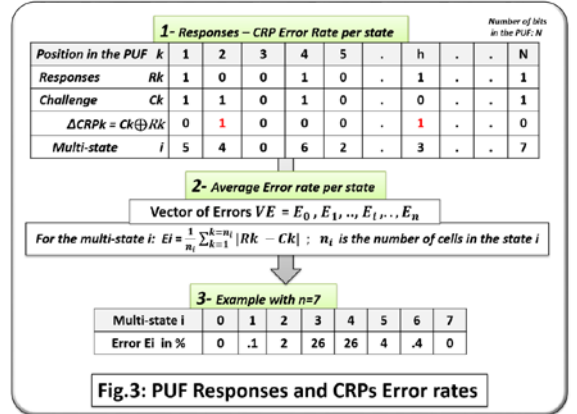 1- Responses – CRP Error Rate per state
Number of bits
in the PUF: N
Position in the PUF k 1 2 3 4 5 . h . . N
Responses Rk 1 0 0 1 0 . 1 . . 1
Challenge Ck 1 1 0 1 0 . 0 . . 1
ΔCRPk = Ck⊕Rk 0 1 0 0 0 . 1 . . 0
Multi-state i 5 4 0 6 2 . 3 . . 7
2- Average Error rate per state
Vector of Errors VE = E₀ , E₁ , .., Eᵢ , .. , Eₙ
For the multi-state i: Ei = 1/nᵢ ∑ₖ₌₁ᵏ⁼ⁿⁱ |Rk − Ck| ; nᵢ is the number of cells in the state i
3- Example with n=7
Multi-state i 0 1 2 3 4 5 6 7
Error Ei in % 0 .1 2 26 26 4 .4 0
Fig.3: PUF Responses and CRPs Error rates